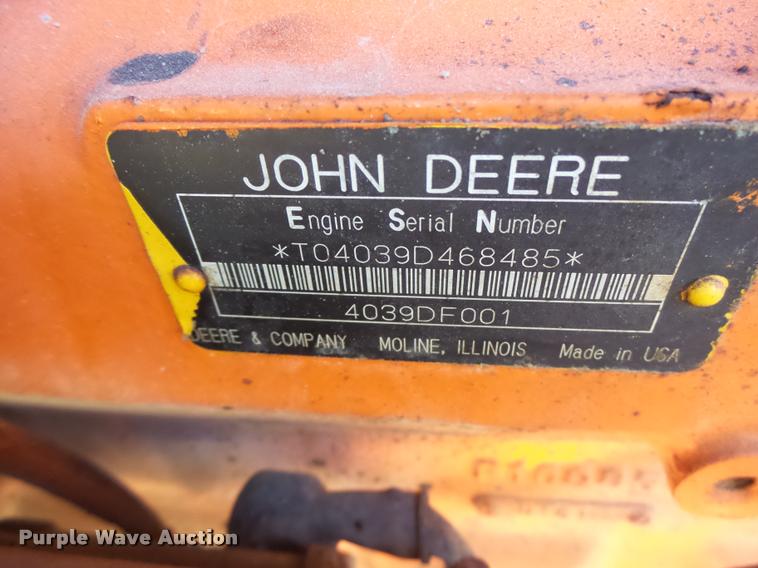 JOHN DEERE
Engine Serial Number
*T04039D468485*
4039DF001
DEERE & COMPANY MOLINE, ILLINOIS Made in USA
Purple Wave Auction